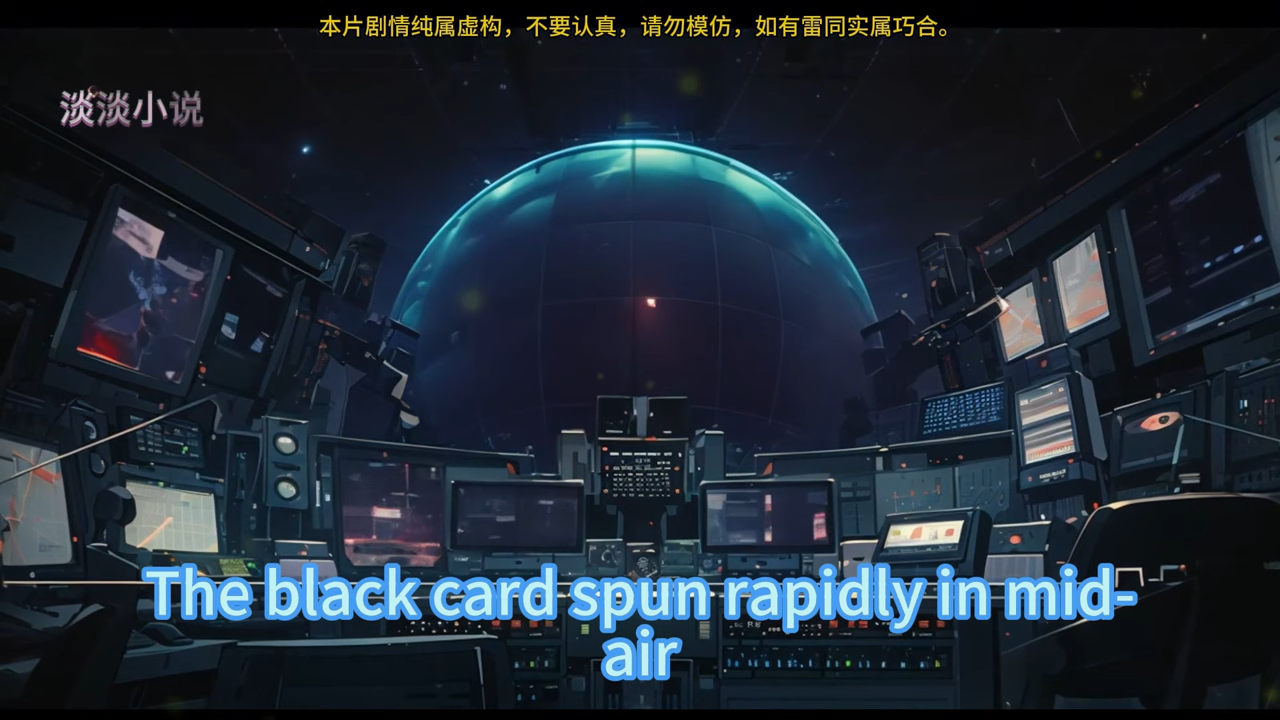 本片剧情纯属虚构，不要认真，请勿模仿，如有雷同实属巧合。
淡淡小说
The black card spun rapidly in mid-
air